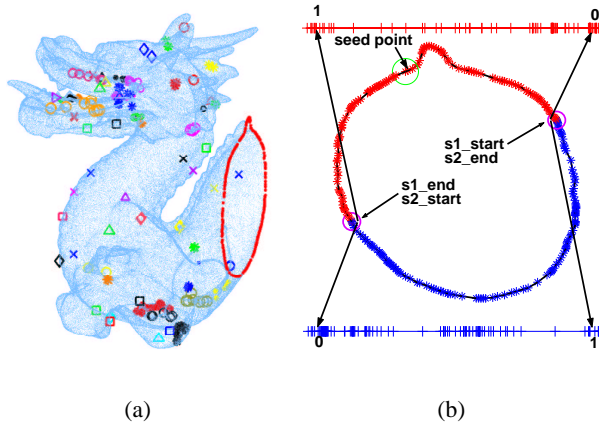 1
0
seed point
s1_start
s2_end
s1_end
s2_start
0
1
(a)
(b)